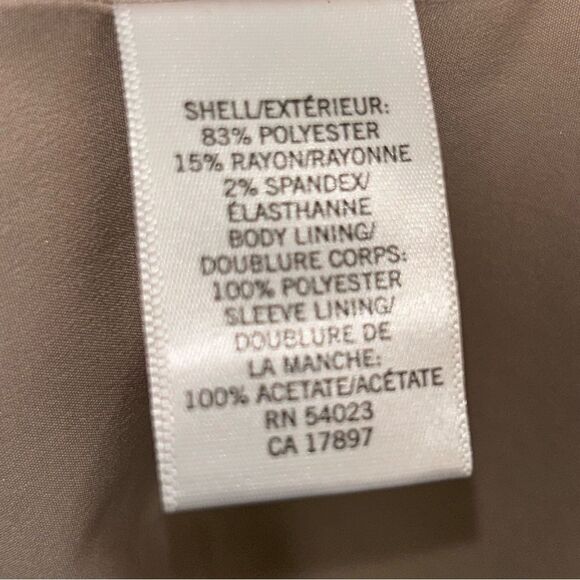 SHELL/EXTÉRIEUR:
83% POLYESTER
15% RAYON/RAYONNE
2% SPANDEX/
ÉLASTHANNE
BODY LINING/
DOUBLURE CORPS:
100% POLYESTER
SLEEVE LINING/
DOUBLURE DE
LA MANCHE:
100% ACETATE/ACÉTATE
RN 54023
CA 17897